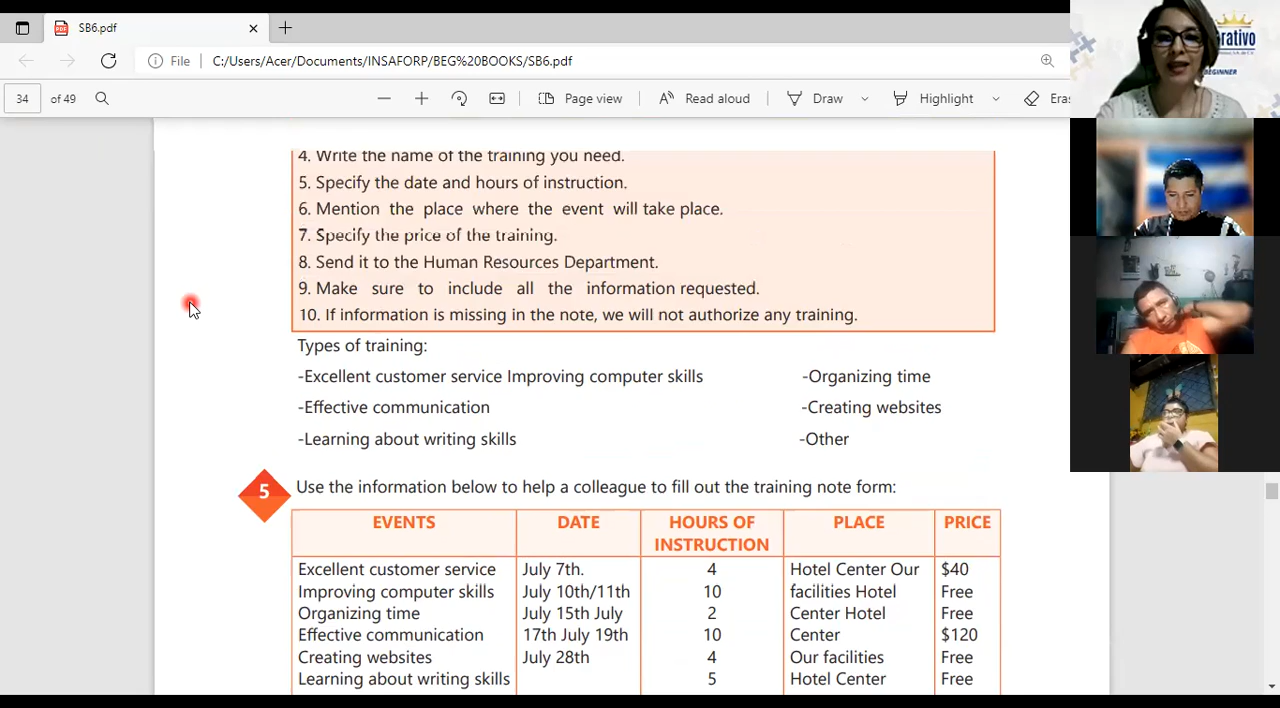 SB6.pdf
File C:/Users/Acer/Documents/INSAFORP/BEG%20BOOKS/SB6.pdf
34 of 49 Page view Read aloud Draw Highlight Eras
rativo
BEGINNER
4. Write the name of the training you need.
5. Specify the date and hours of instruction.
6. Mention the place where the event will take place.
7. Specify the price of the training.
8. Send it to the Human Resources Department.
9. Make sure to include all the information requested.
10. If information is missing in the note, we will not authorize any training.
Types of training:
-Excellent customer service Improving computer skills -Organizing time
-Effective communication -Creating websites
-Learning about writing skills -Other
5 Use the information below to help a colleague to fill out the training note form:
EVENTS DATE HOURS OF INSTRUCTION PLACE PRICE
Excellent customer service July 7th. 4 Hotel Center Our $40
Improving computer skills July 10th/11th 10 facilities Hotel Free
Organizing time July 15th July 2 Center Hotel Free
Effective communication 17th July 19th 10 Center $120
Creating websites July 28th 4 Our facilities Free
Learning about writing skills 5 Hotel Center Free